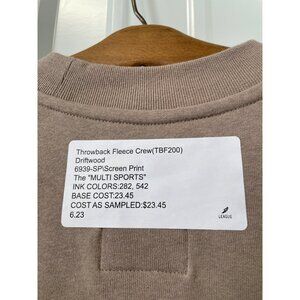 Throwback Fleece Crew(TBF200)
Driftwood
6939-SP\Screen Print
The "MULTI SPORTS"
INK COLORS:282, 542
BASE COST:23.45
COST AS SAMPLED:$23.45
6.23
LEAGUE